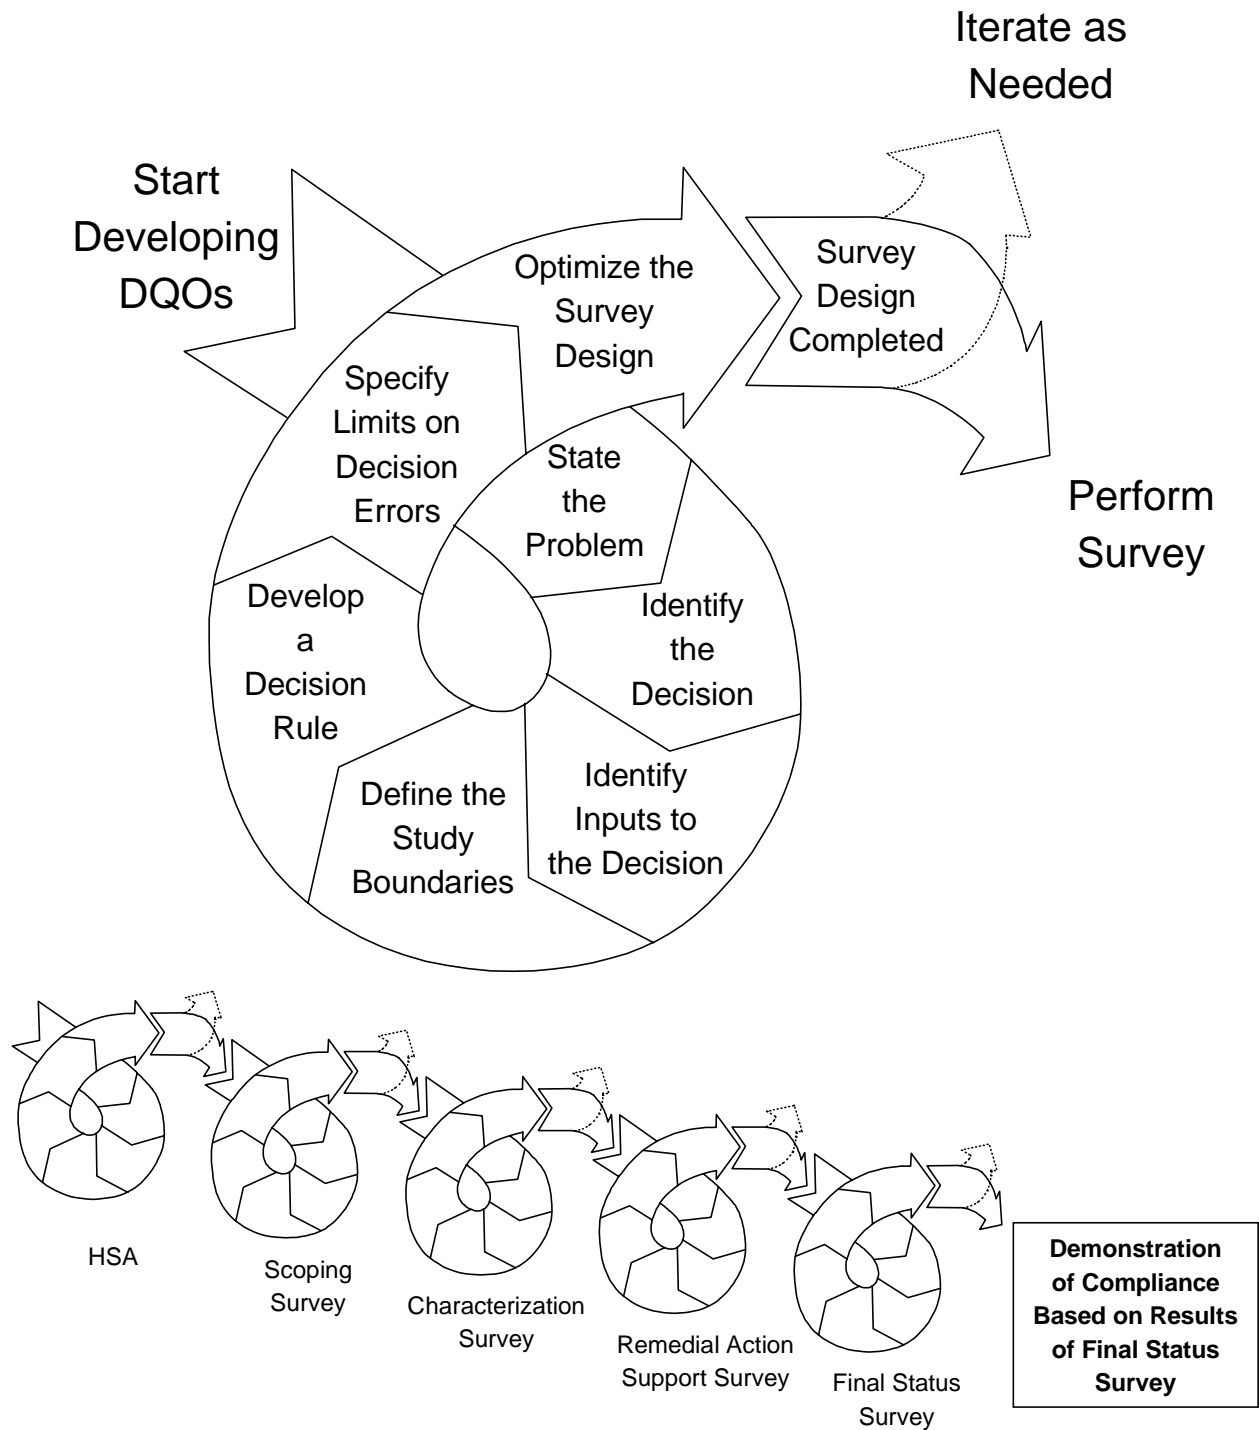 Iterate as
Needed
Start
Developing
DQOs
Optimize the
Survey
Design
Survey
Design
Completed
Specify
Limits on
Decision
Errors
State
the
Problem
Perform
Survey
Develop
a
Decision
Rule
Identify
the
Decision
Define the
Study
Boundaries
Identify
Inputs to
the Decision
HSA
Scoping
Survey
Characterization
Survey
Remedial Action
Support Survey
Final Status
Survey
Demonstration
of Compliance
Based on Results
of Final Status
Survey